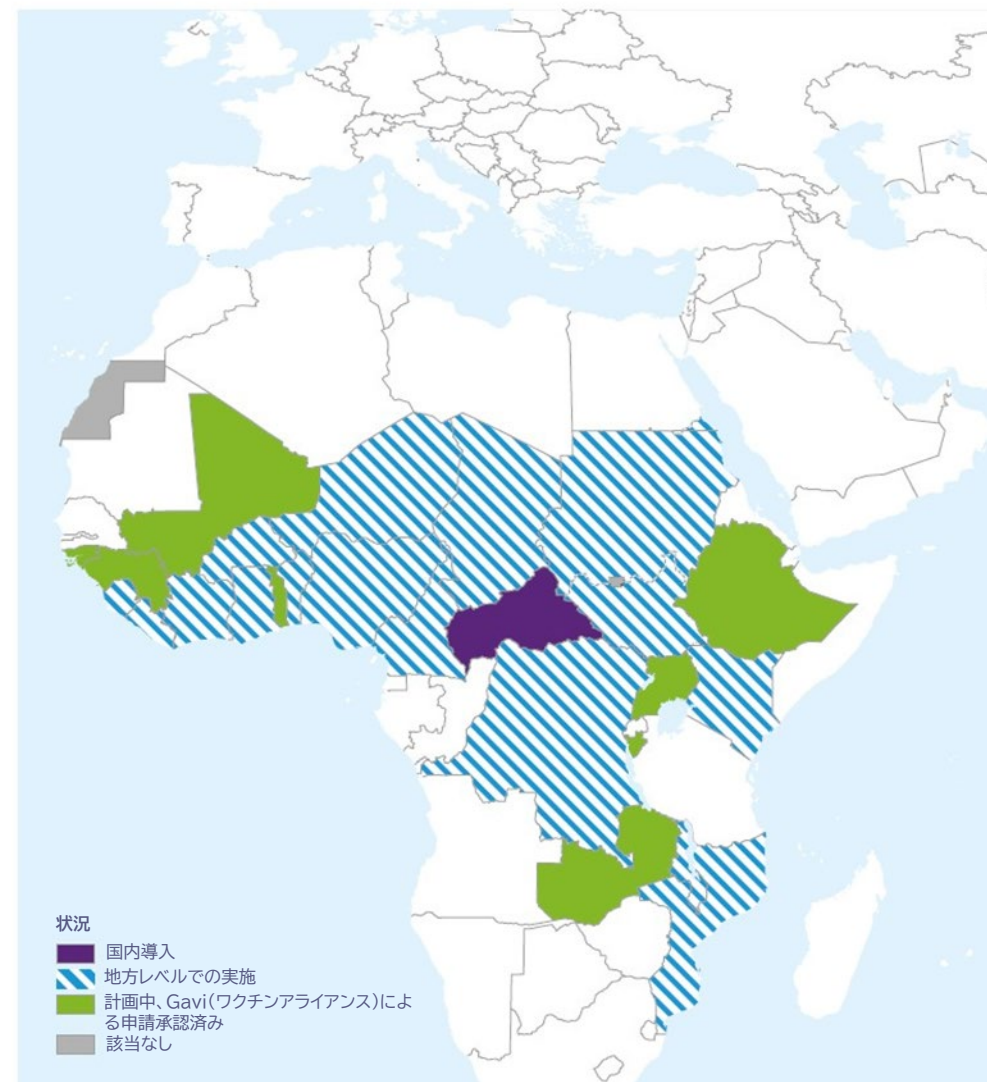 状況
国内導入
地方レベルでの実施
計画中、Gavi(ワクチンアライアンス)によ
る申請承認済み
該当なし